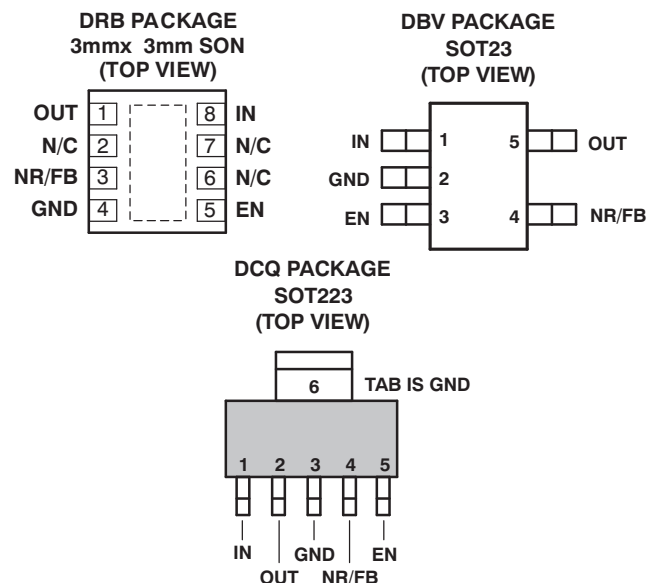 DRB PACKAGE
3mmx 3mm SON
(TOP VIEW)
OUT 1 8 IN
N/C 2 7 N/C
NR/FB 3 6 N/C
GND 4 5 EN
DBV PACKAGE
SOT23
(TOP VIEW)
IN 1 5 OUT
GND 2
EN 3 4 NR/FB
DCQ PACKAGE
SOT223
(TOP VIEW)
6 TAB IS GND
1 2 3 4 5
IN GND EN
OUT NR/FB